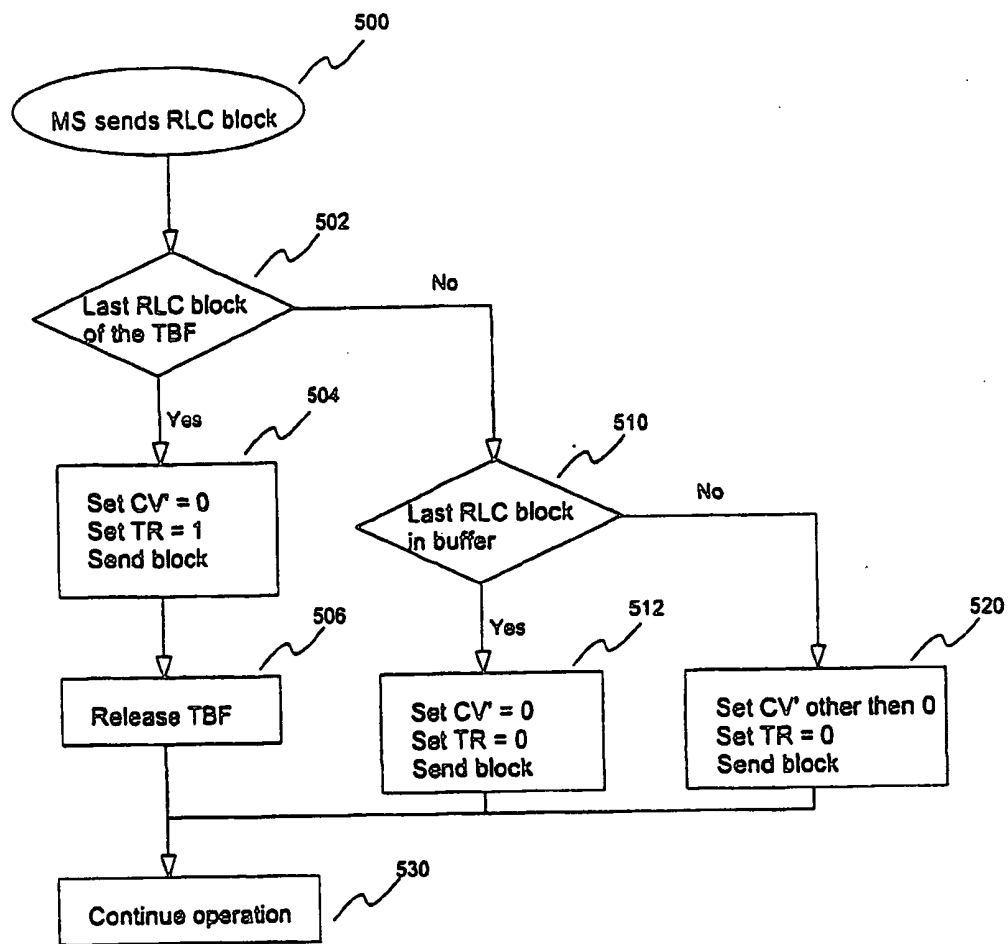 500
MS sends RLC block
502
Last RLC block
of the TBF
No
Yes
504
Set CV' = 0
Set TR = 1
Send block
506
Release TBF
510
Last RLC block
in buffer
No
Yes
512
Set CV' = 0
Set TR = 0
Send block
520
Set CV' other then 0
Set TR = 0
Send block
530
Continue operation